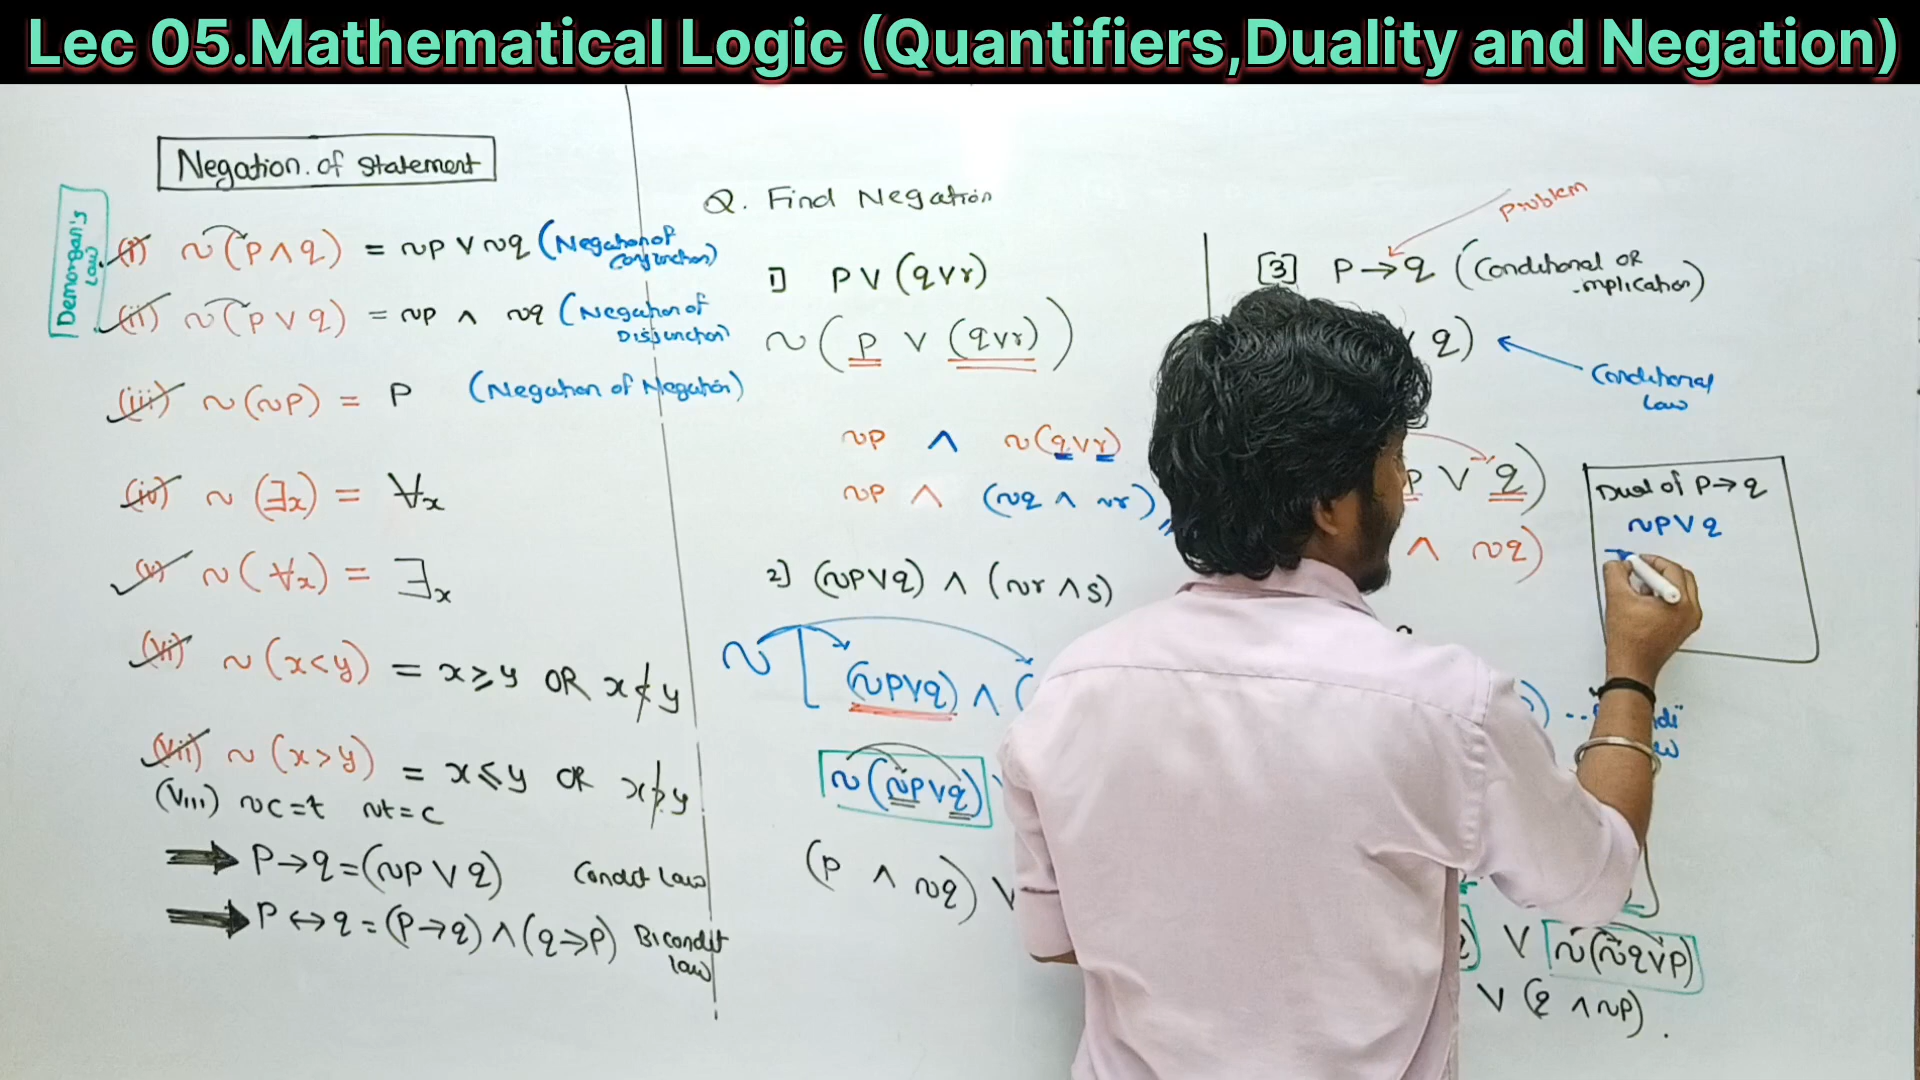 Lec 05.Mathematical Logic (Quantifiers,Duality and Negation)
Negation. of statement
Demorgan's Law
(i) ~(p∧q) = ~p∨~q (Negation of conjunction)
(ii) ~(p∨q) = ~p ∧ ~q (Negation of Disjunction)
(iii) ~(~p) = p (Negation of Negation)
(iv) ~(∃x) = ∀x
(v) ~(∀x) = ∃x
(vi) ~(x<y) = x≥y OR x≮y
(vii) ~(x>y) = x≤y OR x≯y
(viii) ~c=t ~t=c
p→q=(~p∨q) Condit Law
p↔q=(p→q)∧(q→p) Bicondit law
Q. Find Negation
1) p∨(q∨r)
~(p ∨ (q∨r))
~p ∧ ~(q∨r)
~p ∧ (~q ∧ ~r)
2) (~p∨q) ∧ (~r∧s)
~[(~p∨q) ∧ (
~(~p∨q) ∨
(p ∧ ~q) ∨
Problem
[3] p→q (Conditional OR implication)
∨ q)
Conditional law
p ∨ q)
∧ ~q)
Dual of p→q
~p∨q
∨ ~(~q∨p)
∨ (q ∧ ~p).